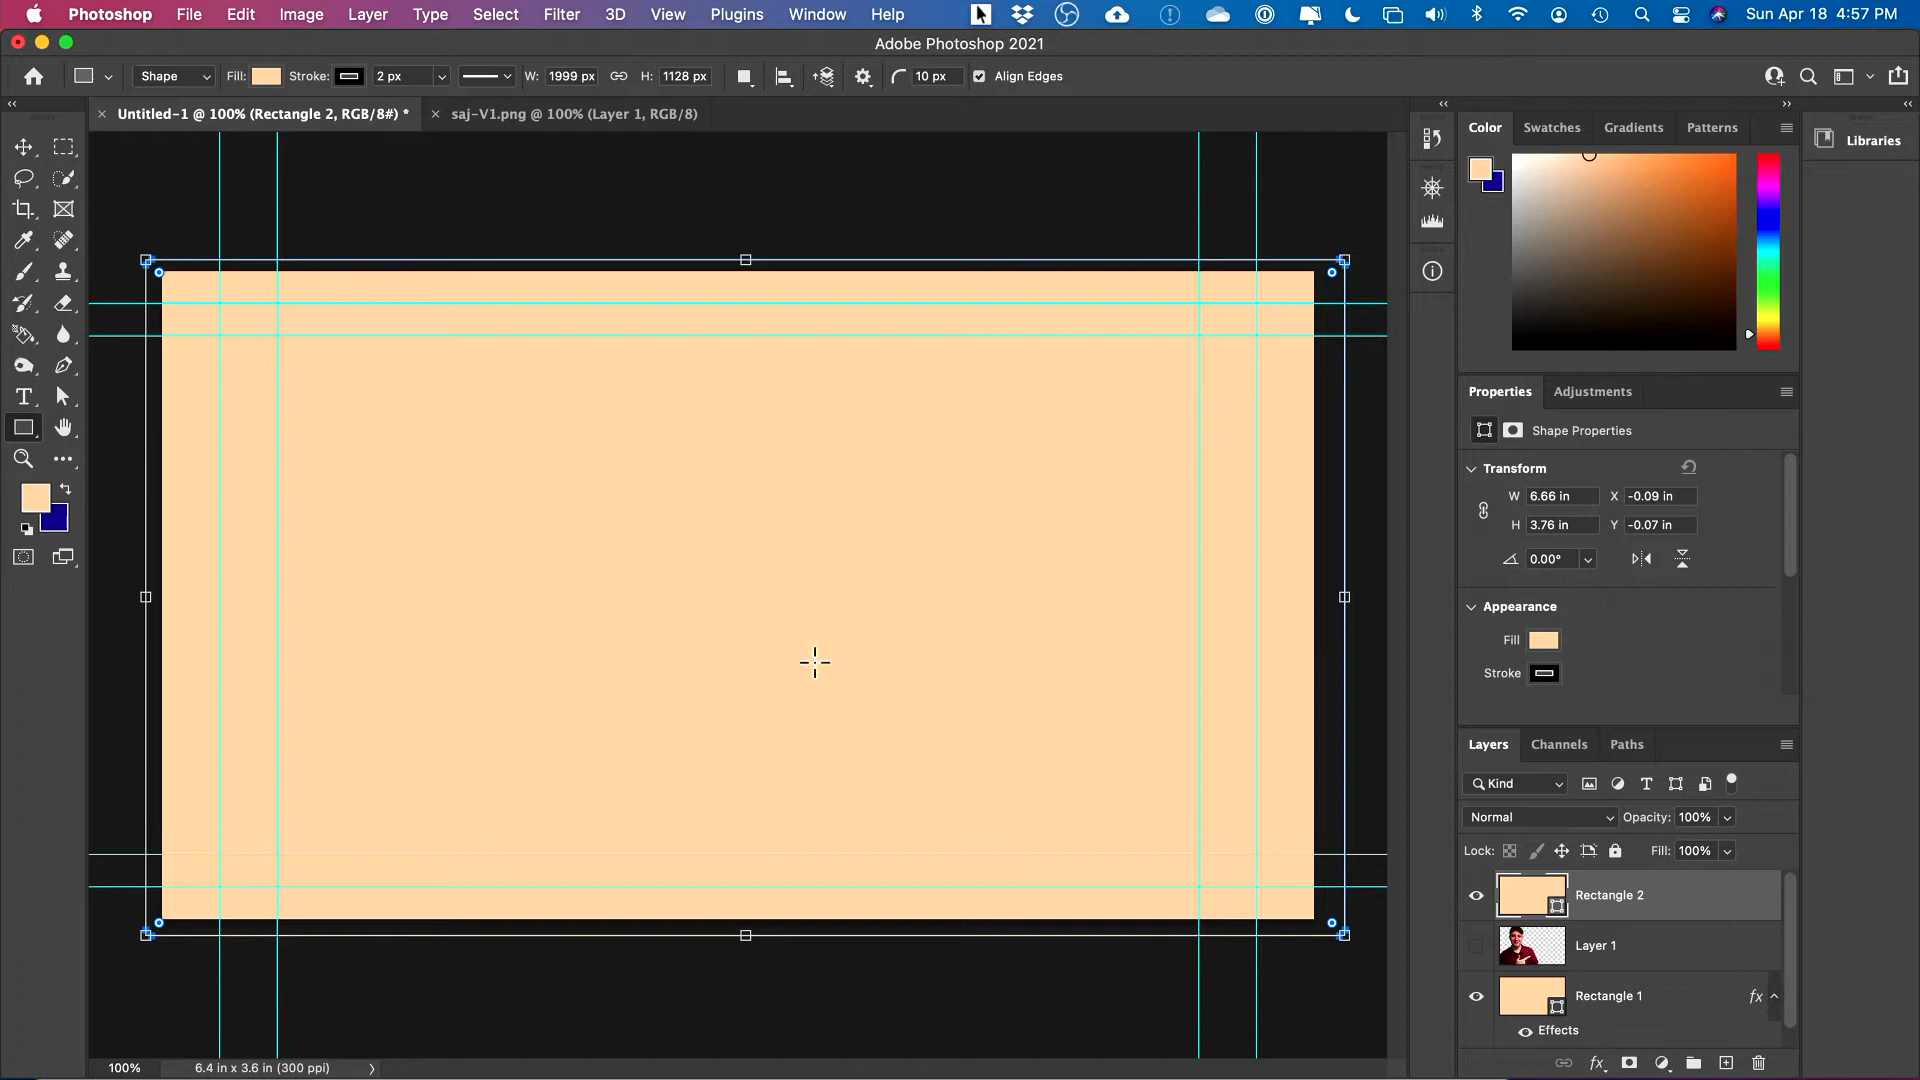 Photoshop File Edit Image Layer Type Select Filter 3D View Plugins Window Help Sun Apr 18 4:57 PM
Adobe Photoshop 2021
Shape Fill: Stroke: 2 px W: 1999 px H: 1128 px 10 px Align Edges
Untitled-1 @ 100% (Rectangle 2, RGB/8#) * saj-V1.png @ 100% (Layer 1, RGB/8)
Color Swatches Gradients Patterns
Libraries
Properties Adjustments
Shape Properties
Transform
W 6.66 in X -0.09 in
H 3.76 in Y -0.07 in
0.00°
Appearance
Fill
Stroke
Layers Channels Paths
Kind
Normal Opacity: 100%
Lock: Fill: 100%
Rectangle 2
Layer 1
Rectangle 1 fx
Effects
100% 6.4 in x 3.6 in (300 ppi)
fx